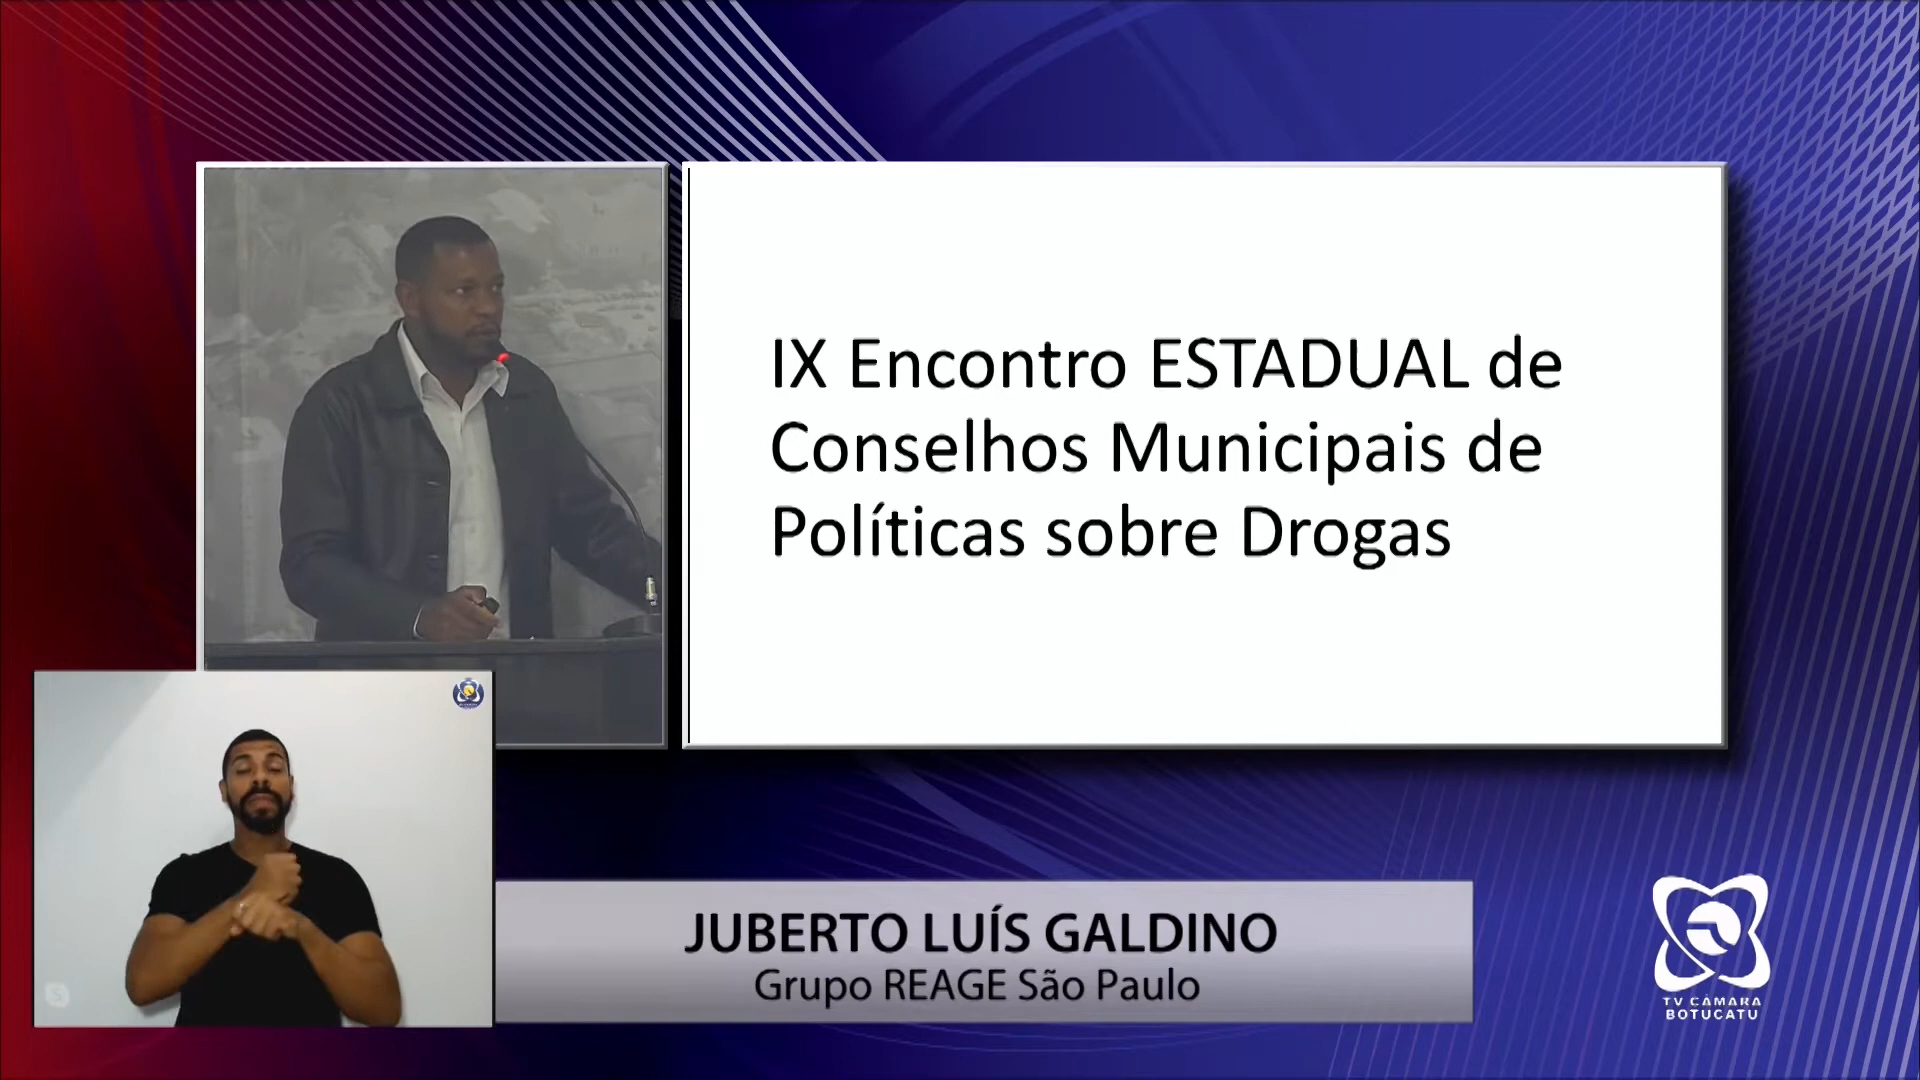 IX Encontro ESTADUAL de
Conselhos Municipais de
Políticas sobre Drogas
JUBERTO LUÍS GALDINO
Grupo REAGE São Paulo
TV CÂMARA
BOTUCATU